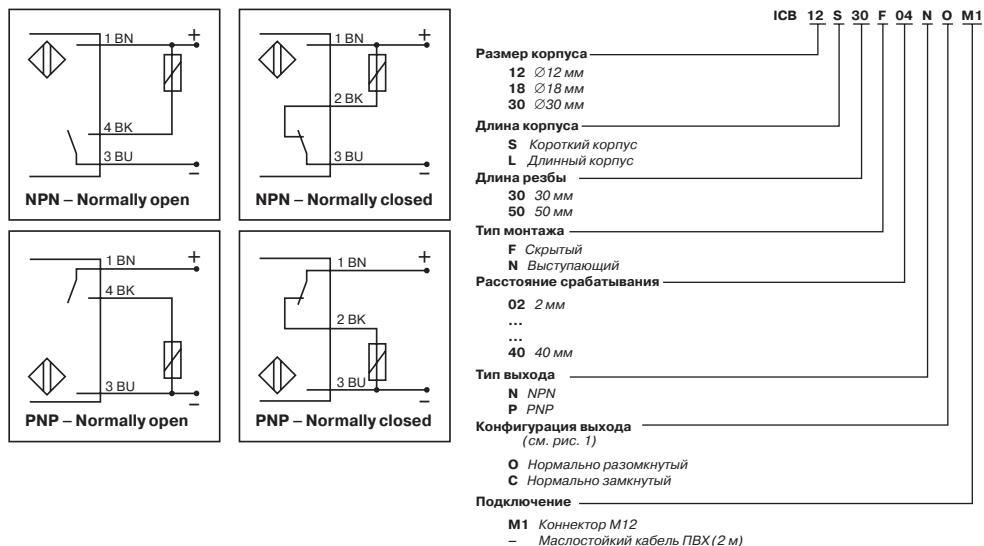 1 BN
+
4 BK
3 BU
–
NPN – Normally open
1 BN
+
2 BK
3 BU
–
NPN – Normally closed
1 BN
+
4 BK
3 BU
–
PNP – Normally open
1 BN
+
2 BK
3 BU
–
PNP – Normally closed
ICB 12 S 30 F 04 N O M1
Размер корпуса
12 ∅12 мм
18 ∅18 мм
30 ∅30 мм
Длина корпуса
S Короткий корпус
L Длинный корпус
Длина резбы
30 30 мм
50 50 мм
Тип монтажа
F Скрытый
N Выступающий
Расстояние срабатывания
02 2 мм
...
...
40 40 мм
Тип выхода
N NPN
P PNP
Конфигурация выхода
(см. рис. 1)
O Нормально разомкнутый
C Нормально замкнутый
Подключение
M1 Коннектор М12
– Маслостойкий кабель ПВХ (2 м)